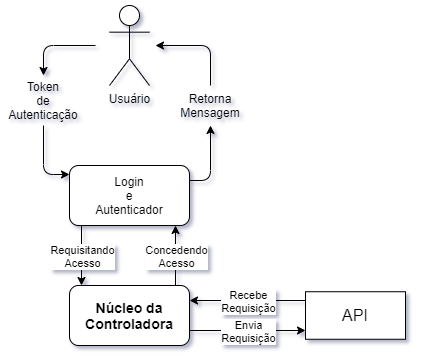 Usuário
Token
de
Autenticação
Retorna
Mensagem
Login
e
Autenticador
Requisitando
Acesso
Concedendo
Acesso
Núcleo da
Controladora
Recebe
Requisição
Envia
Requisição
API